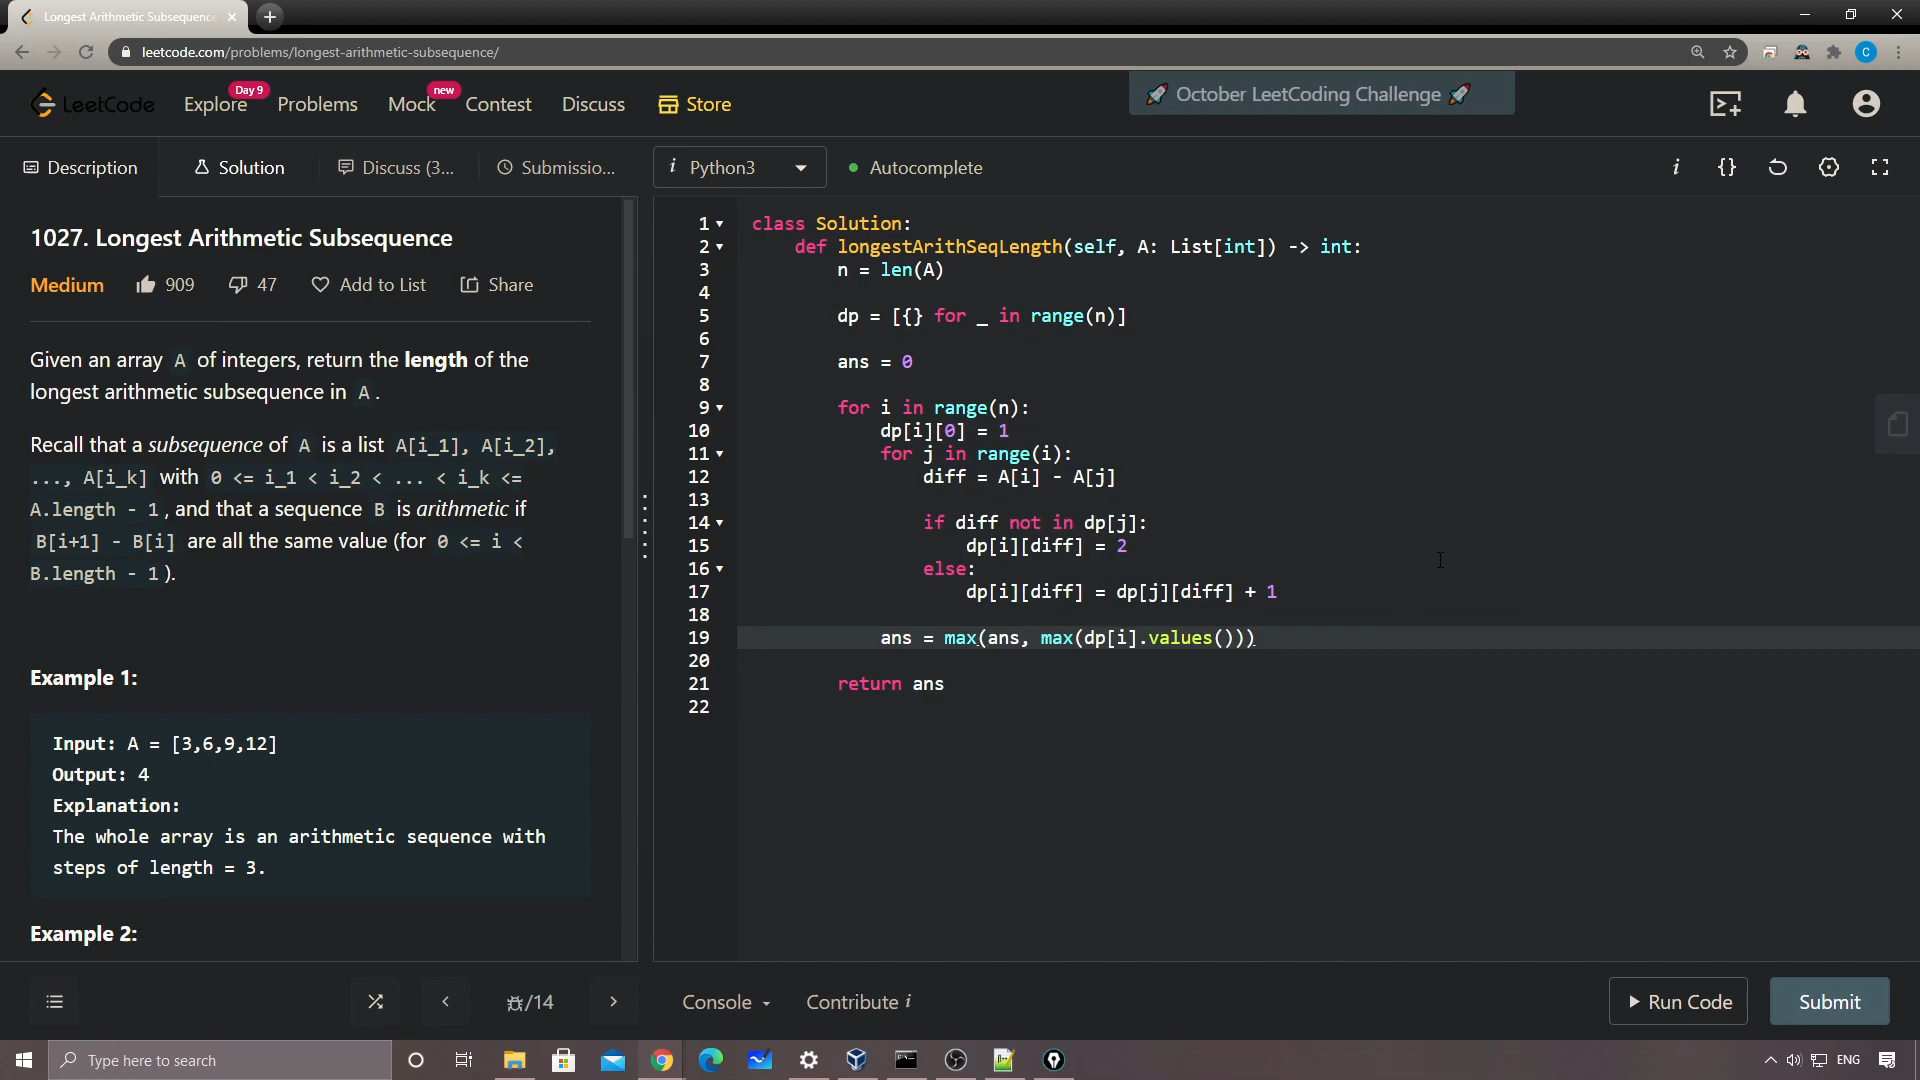 Longest Arithmetic Subsequence
leetcode.com/problems/longest-arithmetic-subsequence/
C
LeetCode
Explore
Day 9
Problems
Mock
new
Contest
Discuss
Store
🚀 October LeetCoding Challenge 🚀
Description
Solution
Discuss (3...
Submissio...
i Python3
Autocomplete
i
{}
1027. Longest Arithmetic Subsequence
Medium
909
47
Add to List
Share
Given an array A of integers, return the length of the
longest arithmetic subsequence in A.
Recall that a subsequence of A is a list A[i_1], A[i_2],
..., A[i_k] with 0 <= i_1 < i_2 < ... < i_k <=
A.length - 1, and that a sequence B is arithmetic if
B[i+1] - B[i] are all the same value (for 0 <= i <
B.length - 1).
Example 1:
Input: A = [3,6,9,12]
Output: 4
Explanation:
The whole array is an arithmetic sequence with
steps of length = 3.
Example 2:
1 class Solution:
2     def longestArithSeqLength(self, A: List[int]) -> int:
3         n = len(A)
4
5         dp = [{} for _ in range(n)]
6
7         ans = 0
8
9         for i in range(n):
10             dp[i][0] = 1
11             for j in range(i):
12                 diff = A[i] - A[j]
13
14                 if diff not in dp[j]:
15                     dp[i][diff] = 2
16                 else:
17                     dp[i][diff] = dp[j][diff] + 1
18
19             ans = max(ans, max(dp[i].values()))
20
21         return ans
22
/14
Console
Contribute i
Run Code
Submit
Type here to search
ENG